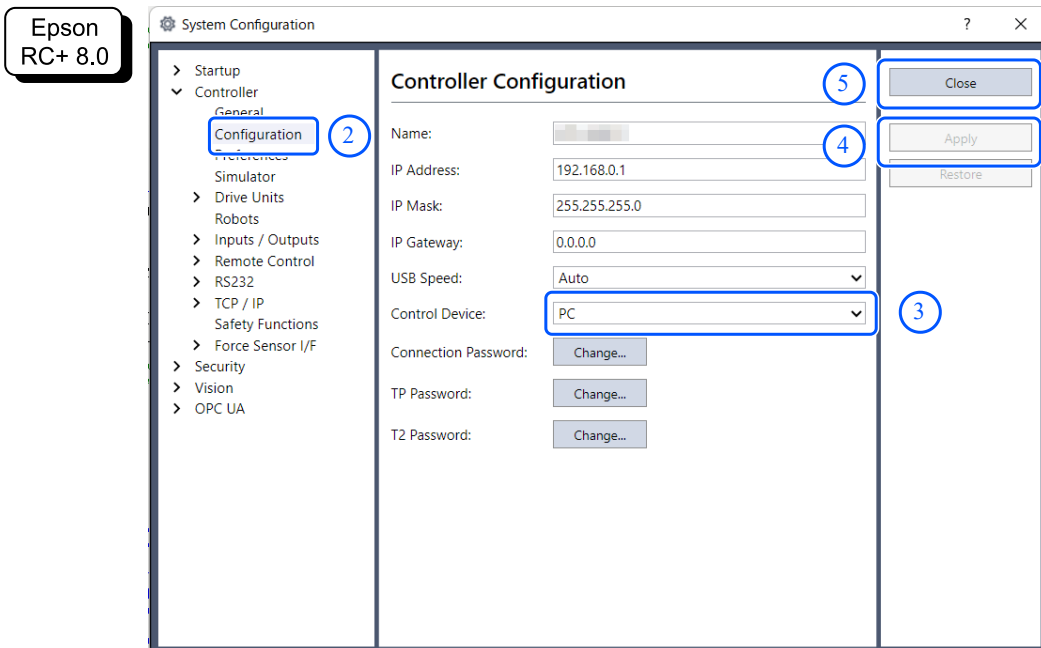 Epson
RC+ 8.0
System Configuration
?
Startup
Controller
General
Configuration
2
Preferences
Simulator
Drive Units
Robots
Inputs / Outputs
Remote Control
RS232
TCP / IP
Safety Functions
Force Sensor I/F
Security
Vision
OPC UA
Controller Configuration
Name:
IP Address: 192.168.0.1
IP Mask: 255.255.255.0
IP Gateway: 0.0.0.0
USB Speed: Auto
Control Device: PC
3
Connection Password: Change...
TP Password: Change...
T2 Password: Change...
5
Close
4
Apply
Restore